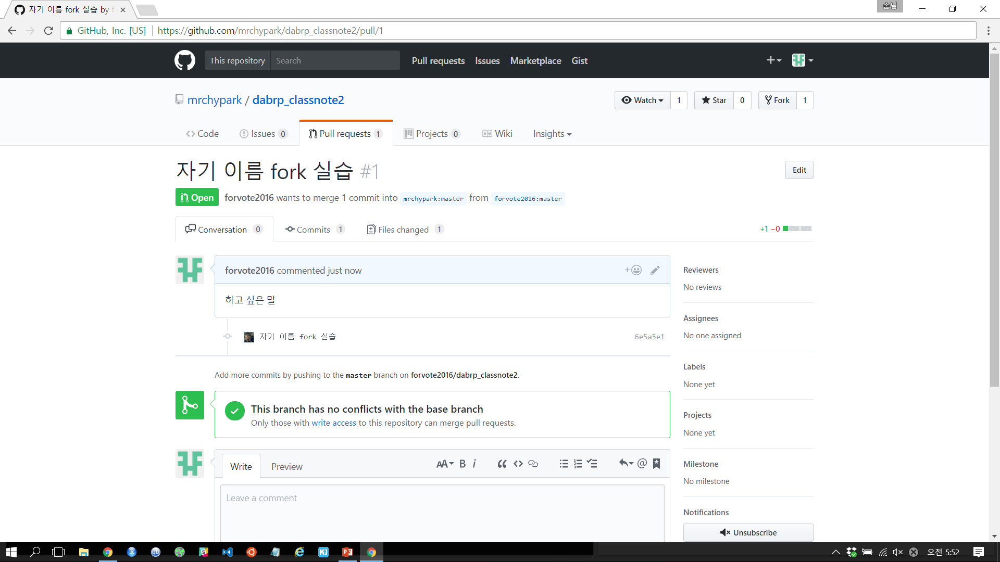 자기 이름 fork 실습 by f
손님
GitHub, Inc. [US] https://github.com/mrchypark/dabrp_classnote2/pull/1
This repository Search Pull requests Issues Marketplace Gist
mrchypark / dabrp_classnote2 Watch 1 Star 0 Fork 1
Code Issues 0 Pull requests 1 Projects 0 Wiki Insights
자기 이름 fork 실습 #1 Edit
Open forvote2016 wants to merge 1 commit into mrchypark:master from forvote2016:master
Conversation 0 Commits 1 Files changed 1 +1 −0
forvote2016 commented just now
하고 싶은 말
자기 이름 fork 실습 6e5a5e1
Add more commits by pushing to the master branch on forvote2016/dabrp_classnote2.
This branch has no conflicts with the base branch
Only those with write access to this repository can merge pull requests.
Write Preview AA B i
Leave a comment
Reviewers
No reviews
Assignees
No one assigned
Labels
None yet
Projects
None yet
Milestone
No milestone
Notifications
Unsubscribe
오전 5:52